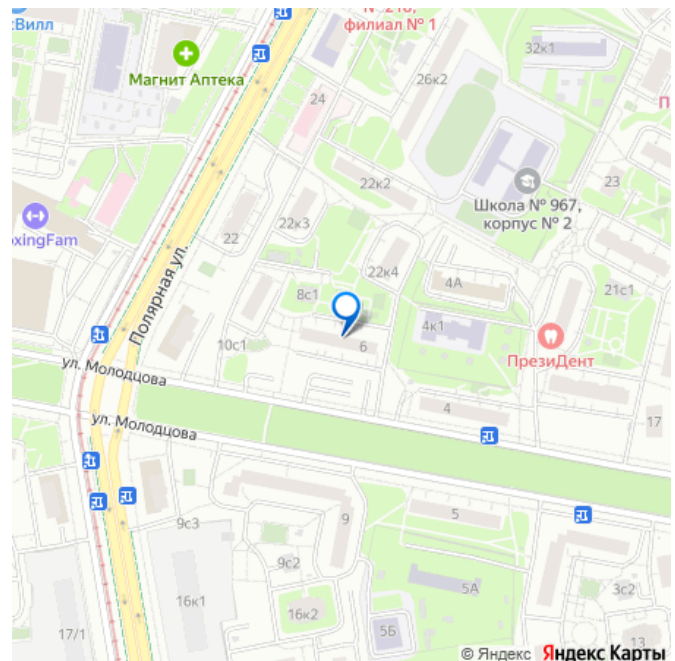 сВилл
Магнит Аптека
№ 218,
филиал № 1
32к1
26к2
24
22к2
Школа № 967,
корпус № 2
23
П
oxingFam
22
22к3
Полярная ул.
22к4
4А
8с1
21с1
4к1
10с1
6
ПрезиДент
ул. Молодцова
4
17
ул. Молодцова
9с3
9
5
9с2
5А
3с2
16к1
16к2
5Б
13
17/1
© Яндекс Яндекс Карты